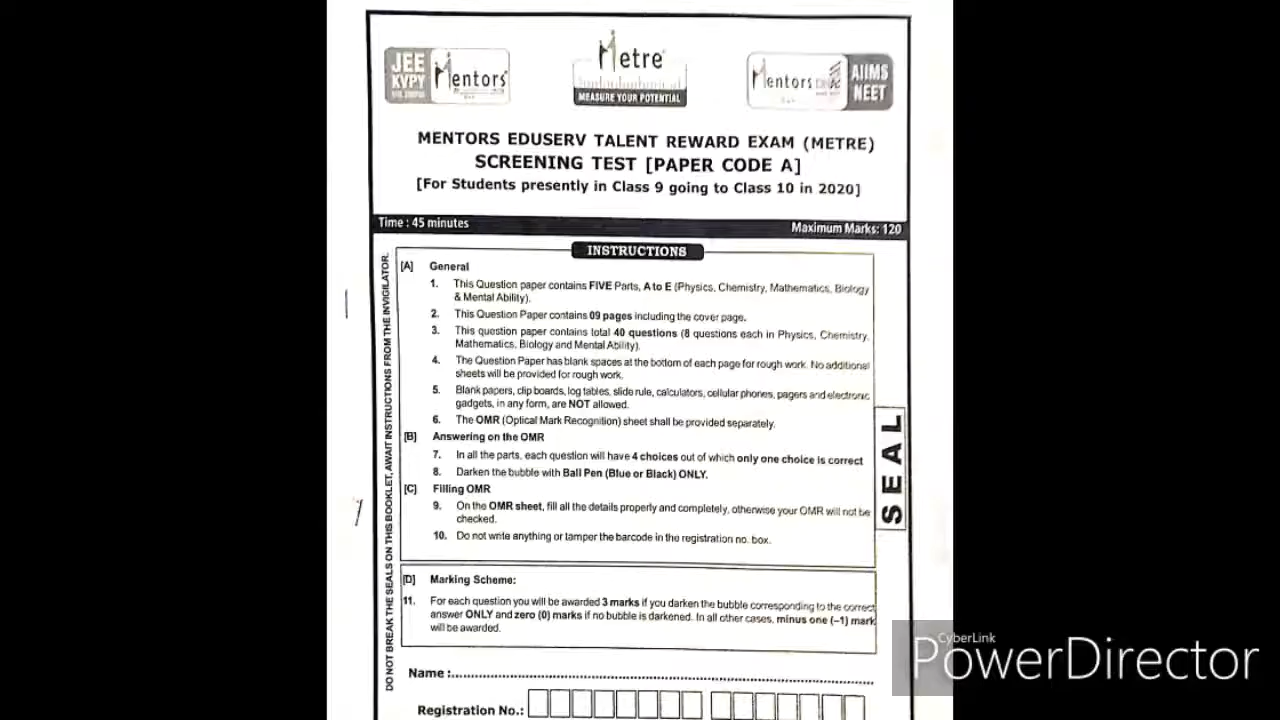 JEE
KVPY
Mentors®
Metre®
MEASURE YOUR POTENTIAL
Mentors
AIIMS
NEET
MENTORS EDUSERV TALENT REWARD EXAM (METRE)
SCREENING TEST [PAPER CODE A]
[For Students presently in Class 9 going to Class 10 in 2020]
Time : 45 minutes
Maximum Marks: 120
INSTRUCTIONS
[A] General
1. This Question paper contains FIVE Parts, A to E (Physics, Chemistry, Mathematics, Biology
& Mental Ability).
2. This Question Paper contains 09 pages including the cover page.
3. This question paper contains total 40 questions (8 questions each in Physics, Chemistry,
Mathematics, Biology and Mental Ability).
4. The Question Paper has blank spaces at the bottom of each page for rough work. No additional
sheets will be provided for rough work.
5. Blank papers, clip boards, log tables, slide rule, calculators, cellular phones, pagers and electronic
gadgets, in any form, are NOT allowed.
6. The OMR (Optical Mark Recognition) sheet shall be provided separately.
[B] Answering on the OMR
7. In all the parts, each question will have 4 choices out of which only one choice is correct
8. Darken the bubble with Ball Pen (Blue or Black) ONLY.
[C] Filling OMR
9. On the OMR sheet, fill all the details properly and completely, otherwise your OMR will not be
checked.
10. Do not write anything or tamper the barcode in the registration no. box.
[D] Marking Scheme:
11. For each question you will be awarded 3 marks if you darken the bubble corresponding to the correct
answer ONLY and zero (0) marks if no bubble is darkened. In all other cases, minus one (–1) mark
will be awarded.
Name :
Registration No.:
DO NOT BREAK THE SEALS ON THIS BOOKLET, AWAIT INSTRUCTIONS FROM THE INVIGILATOR.
SEAL
CyberLink
PowerDirector